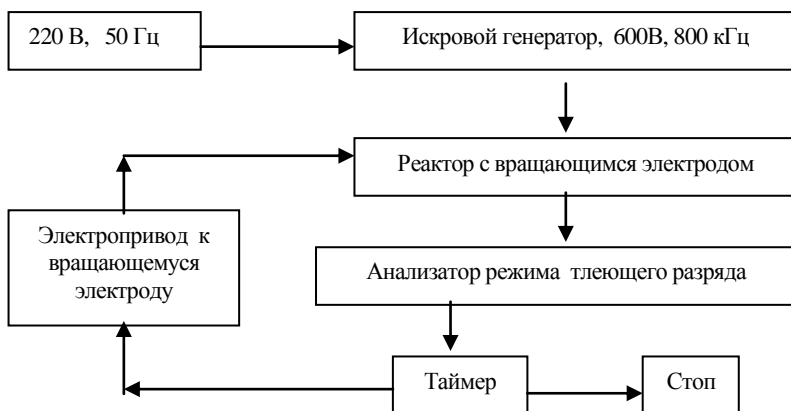 220 В, 50 Гц
Искровой генератор, 600В, 800 кГц
Реактор с вращающимся электродом
Электропривод к
вращающемуся
электроду
Анализатор режима тлеющего разряда
Таймер
Стоп